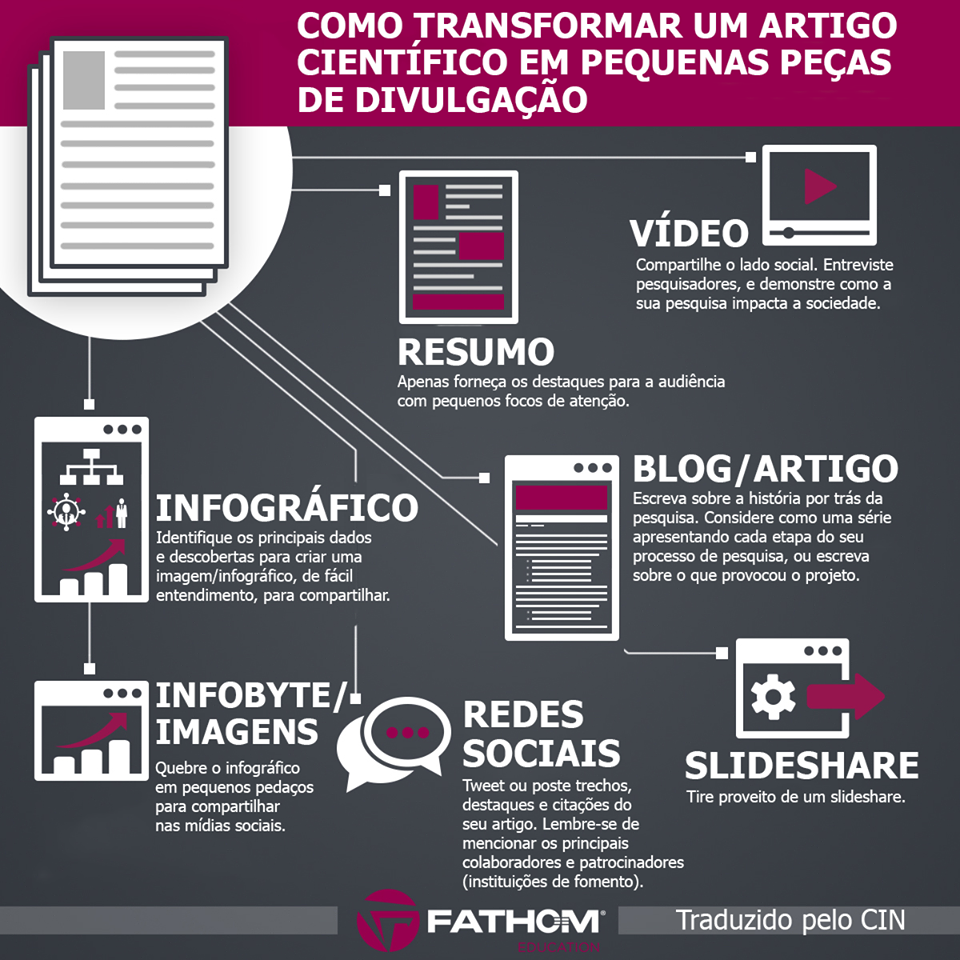 COMO TRANSFORMAR UM ARTIGO
CIENTÍFICO EM PEQUENAS PEÇAS
DE DIVULGAÇÃO
VÍDEO
Compartilhe o lado social. Entreviste
pesquisadores, e demonstre como a
sua pesquisa impacta a sociedade.
RESUMO
Apenas forneça os destaques para a audiência
com pequenos focos de atenção.
INFOGRÁFICO
Identifique os principais dados
e descobertas para criar uma
imagem/infográfico, de fácil
entendimento, para compartilhar.
BLOG/ARTIGO
Escreva sobre a história por trás da
pesquisa. Considere como uma série
apresentando cada etapa do seu
processo de pesquisa, ou escreva
sobre o que provocou o projeto.
INFOBYTE/
IMAGENS
Quebre o infográfico
em pequenos pedaços
para compartilhar
nas mídias sociais.
REDES
SOCIAIS
Tweet ou poste trechos,
destaques e citações do
seu artigo. Lembre-se de
mencionar os principais
colaboradores e patrocinadores
(instituições de fomento).
SLIDESHARE
Tire proveito de um slideshare.
FATHOM®
EDUCATION
Traduzido pelo CIN